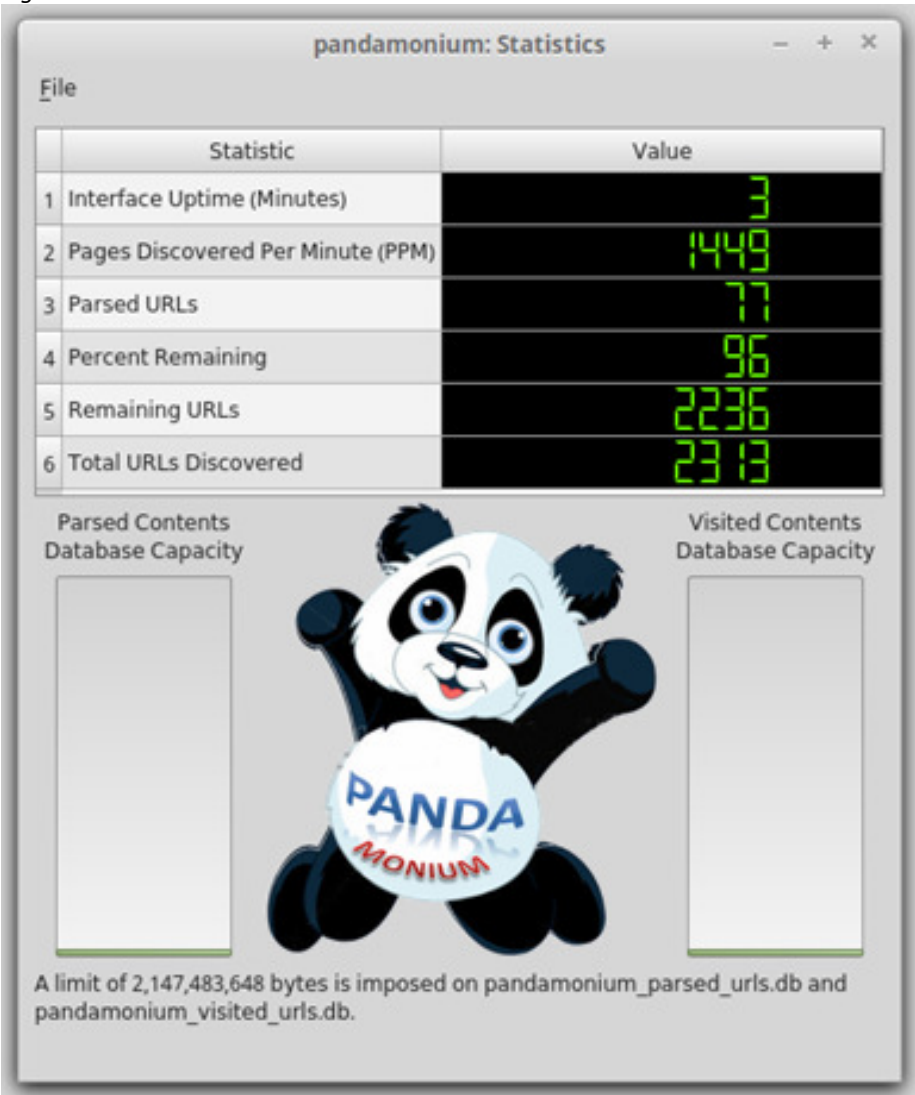 pandamonium: Statistics
File
Statistic Value
1 Interface Uptime (Minutes) 3
2 Pages Discovered Per Minute (PPM) 1449
3 Parsed URLs 77
4 Percent Remaining 96
5 Remaining URLs 2236
6 Total URLs Discovered 2313
Parsed Contents
Database Capacity
Visited Contents
Database Capacity
PANDA
MONIUM
A limit of 2,147,483,648 bytes is imposed on pandamonium_parsed_urls.db and
pandamonium_visited_urls.db.